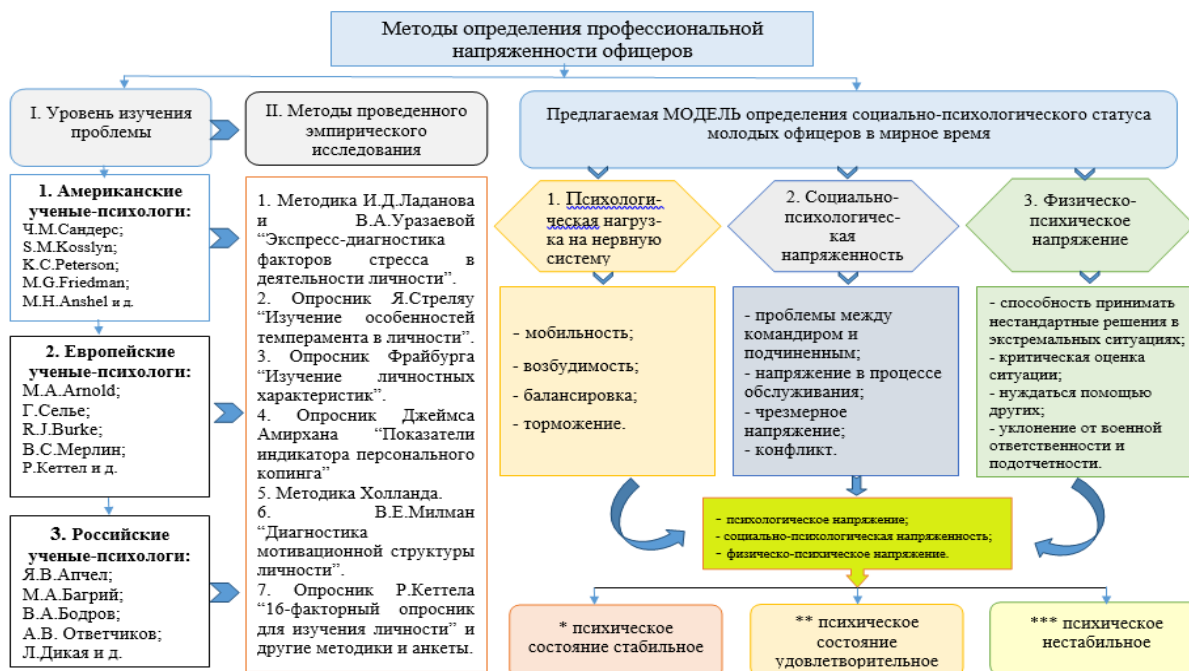 Методы определения профессиональной
напряженности офицеров
I. Уровень изучения
проблемы
II. Методы проведенного
эмпирического
исследования
Предлагаемая МОДЕЛЬ определения социально-психологического статуса
молодых офицеров в мирное время
1. Американские
ученые-психологи:
Ч.М.Сандерс;
S.M.Kosslyn;
K.C.Peterson;
M.G.Friedman;
M.H.Anshel и д.
2. Европейские
ученые-психологи:
M.A.Arnold;
Г.Селье;
R.J.Burke;
В.С.Мерлин;
Р.Кеттел и д.
3. Российские
ученые-психологи:
Я.В.Апчел;
М.А.Багрий;
В.А.Бодров;
А.В. Ответчиков;
Л.Дикая и д.
1. Методика И.Д.Ладанова
и В.А.Уразаевой
“Экспресс-диагностика
факторов стресса в
деятельности личности”.
2. Опросник Я.Стреляу
“Изучение особенностей
темперамента в личности”.
3. Опросник Фрайбурга
“Изучение личностных
характеристик”.
4. Опросник Джеймса
Амирхана “Показатели
индикатора персонального
копинга”
5. Методика Холланда.
6. В.Е.Милман
“Диагностика
мотивационной структуры
личности”.
7. Опросник Р.Кеттела
“16-факторный опросник
для изучения личности” и
другие методики и анкеты.
1. Психологи-
ческая нагруз-
ка на нервную
систему
2. Социально-
психологичес-
кая
напряженность
3. Физическо-
психическое
напряжение
- мобильность;
- возбудимость;
- балансировка;
- торможение.
- проблемы между
командиром и
подчиненным;
- напряжение в процессе
обслуживания;
- чрезмерное
напряжение;
- конфликт.
- способность принимать
нестандартные решения в
экстремальных ситуациях;
- критическая оценка
ситуации;
- нуждаться помощью
других;
- уклонение от военной
ответственности и
подотчетности.
- психологическое напряжение;
- социально-психологическая напряженность;
- физическо-психическое напряжение.
* психическое
состояние стабильное
** психическое
состояние
удовлетворительное
*** психическое
нестабильное